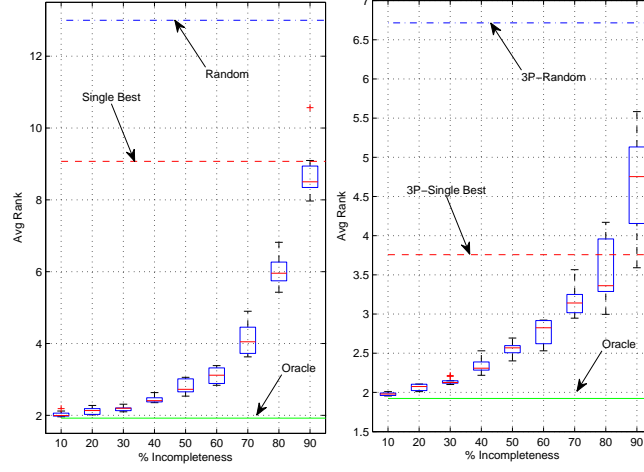 12
10
8
6
4
2
Avg Rank
Random
Single Best
Oracle
10 20 30 40 50 60 70 80 90
% Incompleteness
7
6.5
6
5.5
5
4.5
4
3.5
3
2.5
2
1.5
Avg Rank
3P-Random
3P-Single Best
Oracle
10 20 30 40 50 60 70 80 90
% Incompleteness